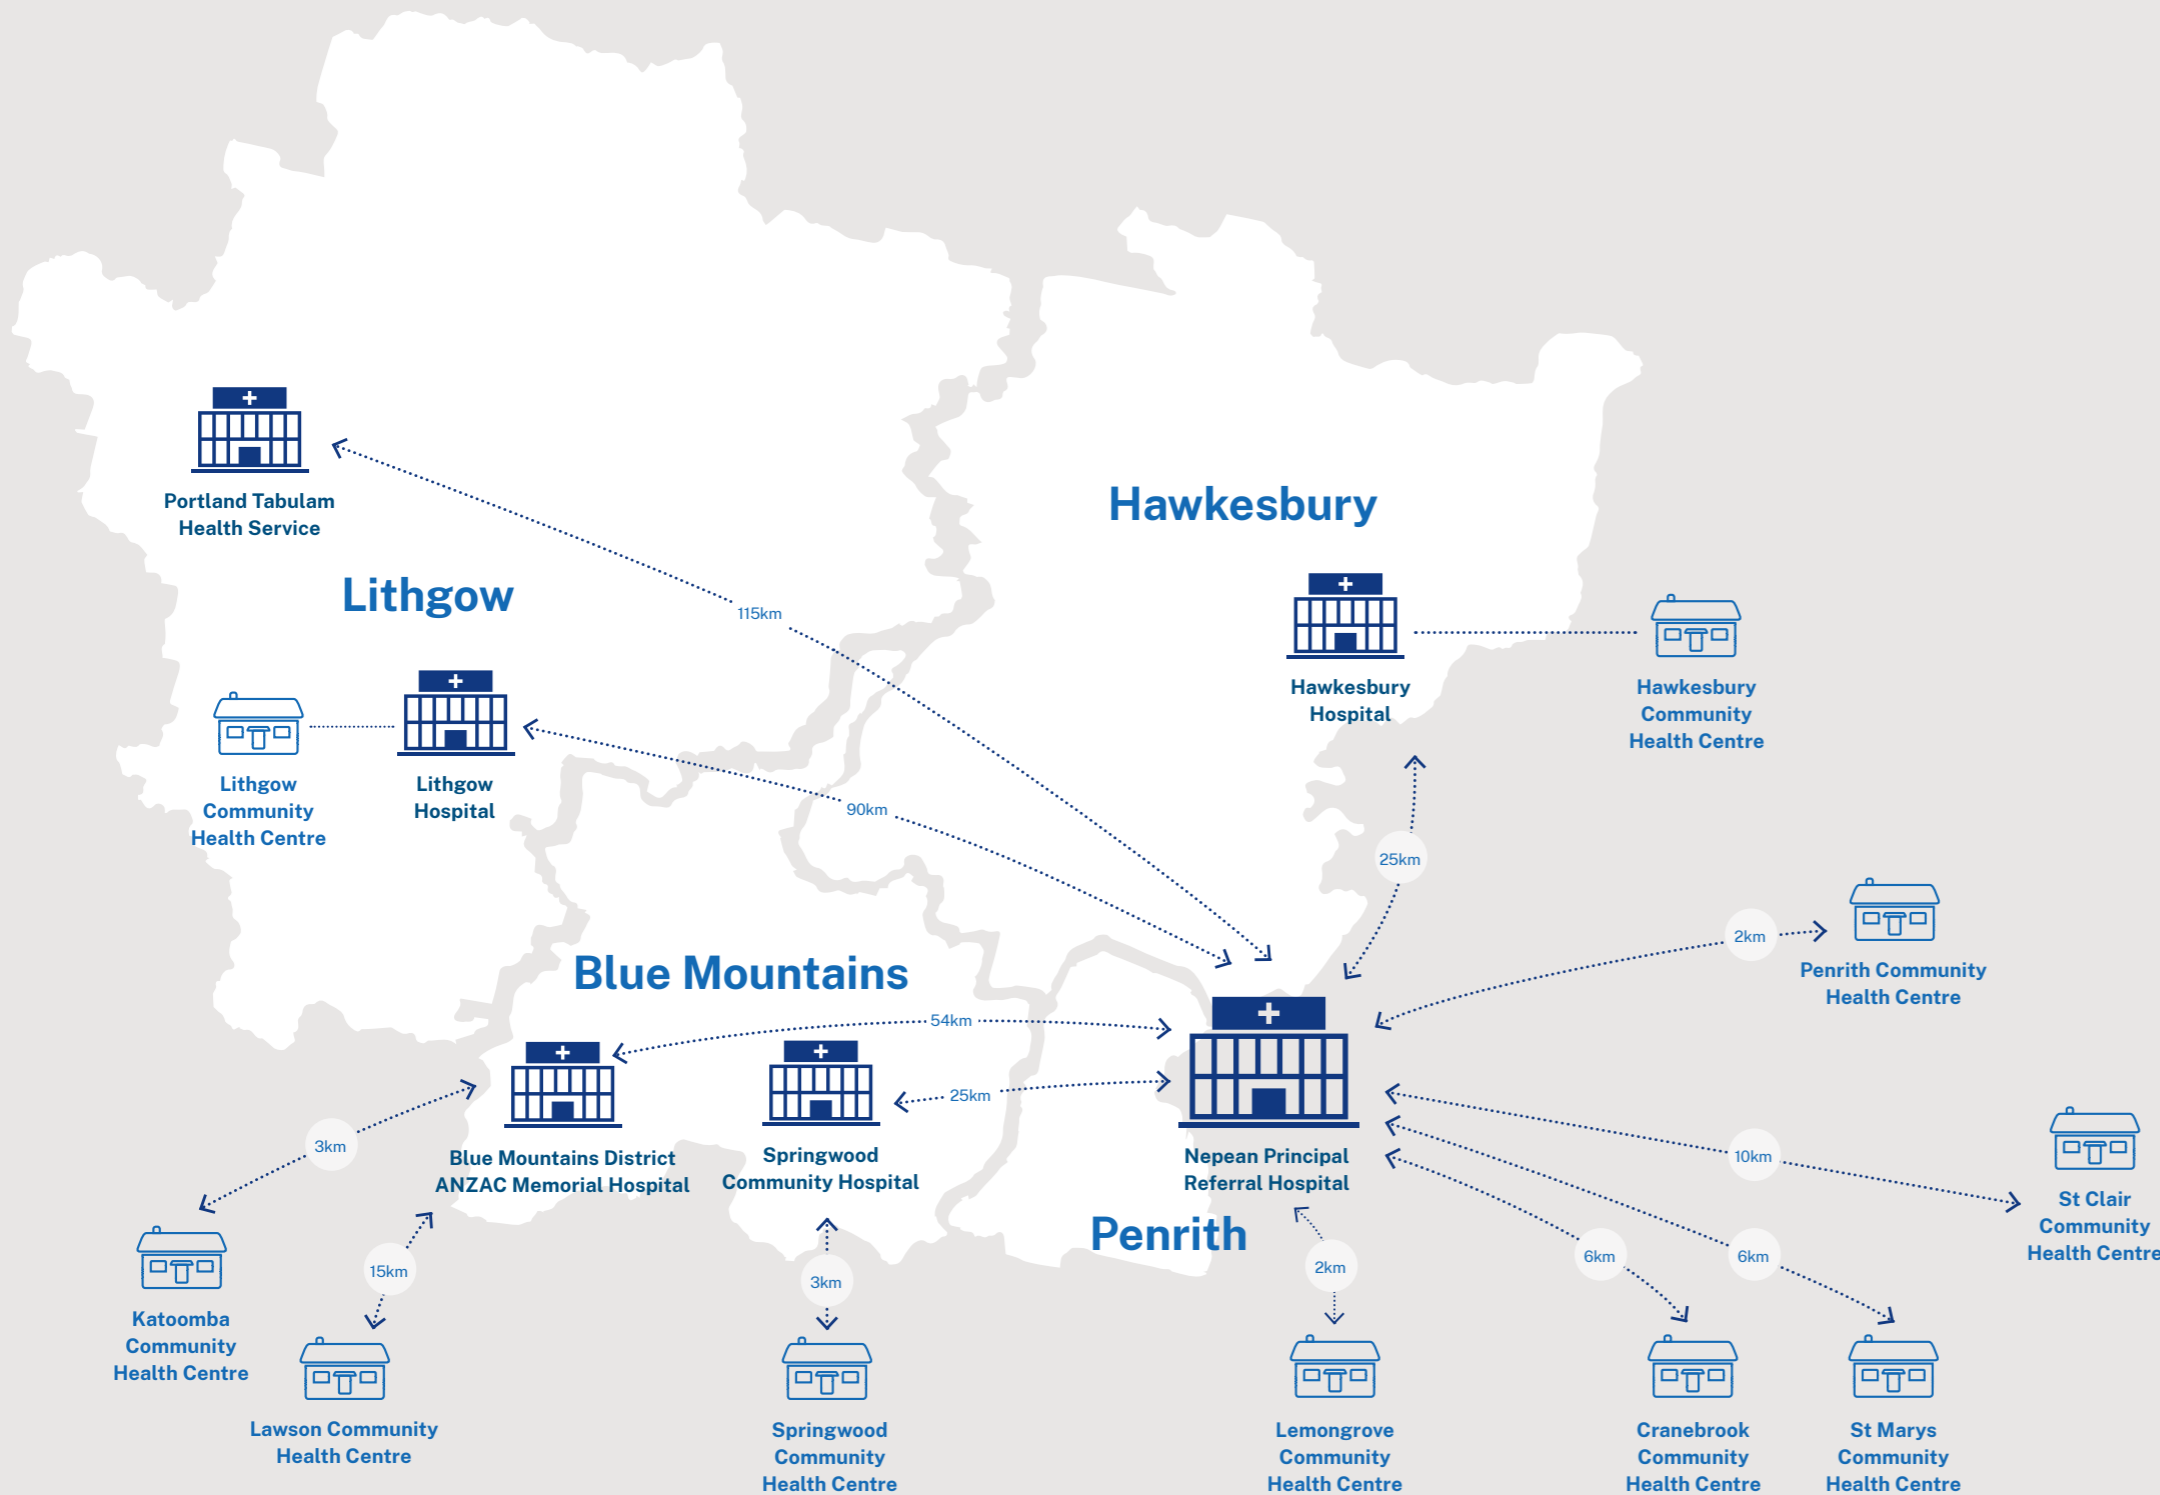 Portland Tabulam
Health Service
Hawkesbury
Lithgow
115km
Hawkesbury
Hospital
Hawkesbury
Community
Health Centre
Lithgow
Community
Health Centre
Lithgow
Hospital
90km
25km
2km
Penrith Community
Health Centre
Blue Mountains
54km
25km
3km
Blue Mountains District
ANZAC Memorial Hospital
Springwood
Community Hospital
Nepean Principal
Referral Hospital
10km
St Clair
Community
Health Centre
Penrith
15km
3km
2km
6km
6km
Katoomba
Community
Health Centre
Lawson Community
Health Centre
Springwood
Community
Health Centre
Lemongrove
Community
Health Centre
Cranebrook
Community
Health Centre
St Marys
Community
Health Centre